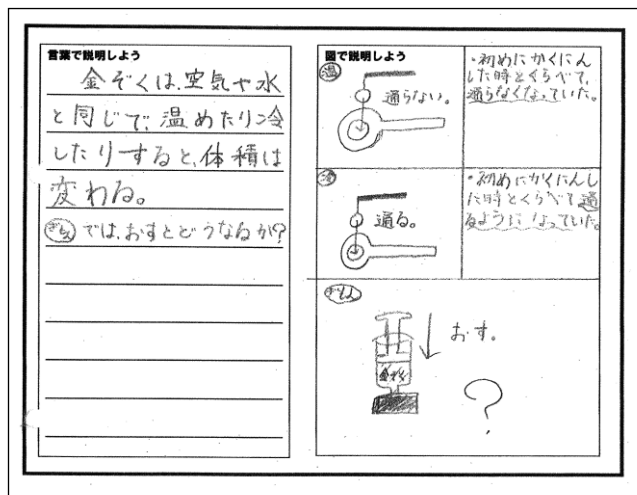 言葉で説明しよう
金ぞくは、空気や水
と同じで、温めたり冷
したりすると、体積は
変わる。
ぎもん では、おすとどうなるか?
図で説明しよう
温
通らない。
・初めにかくにん
した時とくらべて、
通らなくなっていた。
冷
通る。
・初めにかくにんし
た時とくらべて通
るようになっていた。
ぎもん
おす。
金ぞく
?